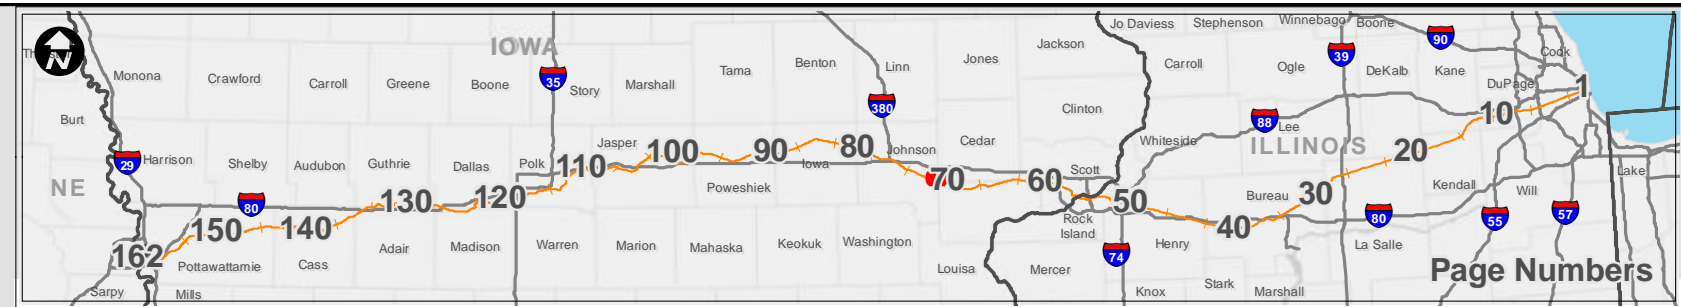 N
IOWA
Jo Daviess
Stephenson
Winnebago
Boone
Th
Monona
Crawford
Carroll
Greene
Boone
35
Story
Marshall
Tama
Benton
Linn
380
Jones
Jackson
Clinton
Carroll
Ogle
39
DeKalb
90
Kane
Cook
DuPage
1
10
Burt
29
Harrison
Shelby
Audubon
Guthrie
Dallas
Polk
Jasper
110
100
90
80
Iowa
Johnson
Cedar
Scott
Whiteside
88
Lee
ILLINOIS
20
NE
80
130
120
Poweshiek
70
60
50
Bureau
30
Kendall
Will
Lake
162
150
140
Adair
Madison
Warren
Marion
Mahaska
Keokuk
Washington
Rock
Island
74
Henry
40
80
La Salle
55
57
Pottawattamie
Cass
Louisa
Mercer
Stark
Sarpy
Mills
Knox
Marshall
Page Numbers